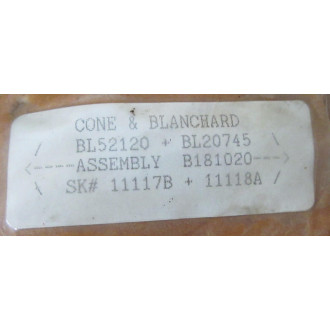 CONE & BLANCHARD
/ BL52120 + BL20745 \
<----ASSEMBLY B181020--->
\ SK# 11117B + 11118A /